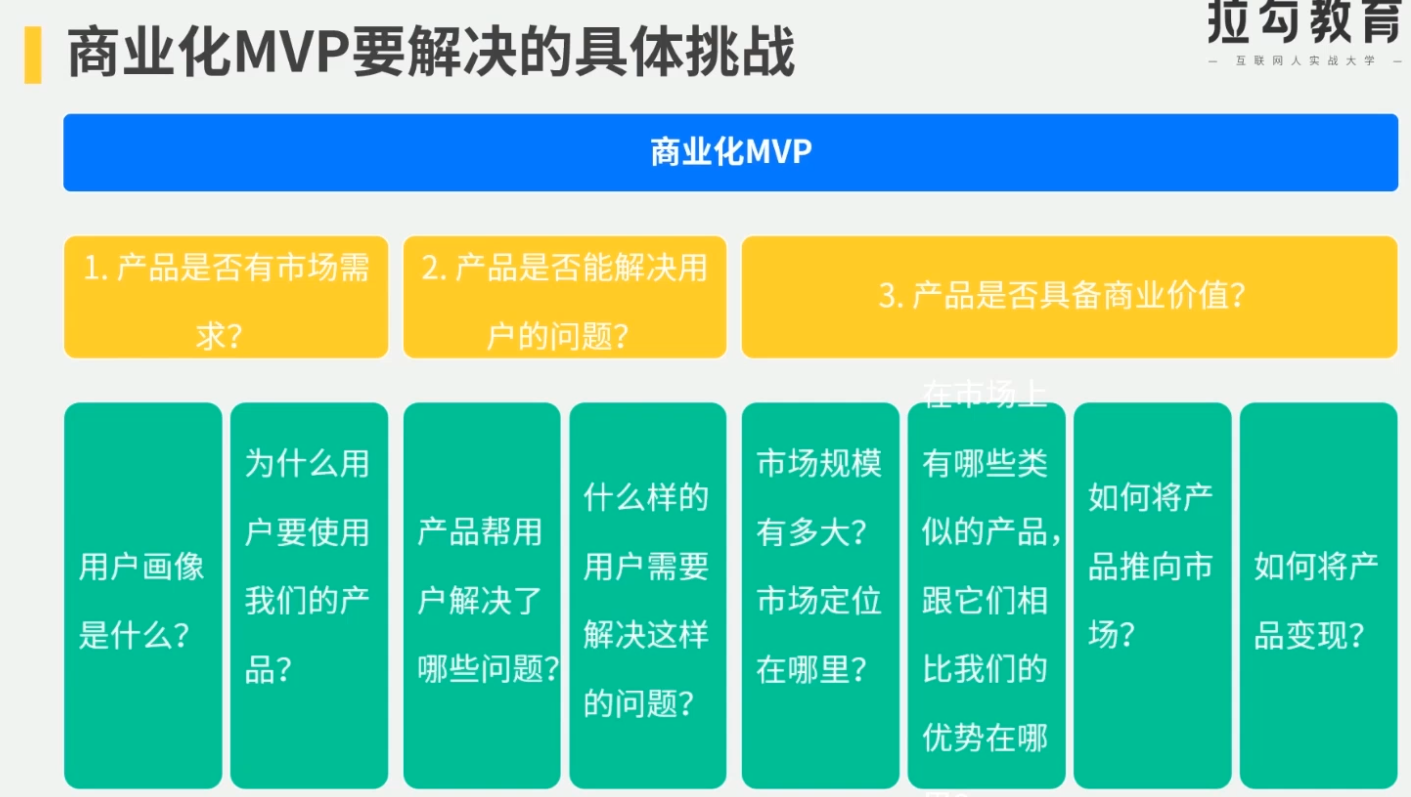 商业化MVP要解决的具体挑战
拉勾教育
— 互联网人实战大学 —
商业化MVP
1. 产品是否有市场需
求?
2. 产品是否能解决用
户的问题?
3. 产品是否具备商业价值?
用户画像
是什么?
为什么用
户要使用
我们的产
品?
产品帮用
户解决了
哪些问题?
什么样的
用户需要
解决这样
的问题?
市场规模
有多大?
市场定位
在哪里?
在市场上
有哪些类
似的产品,
跟它们相
比我们的
优势在哪
如何将产
品推向市
场?
如何将产
品变现?